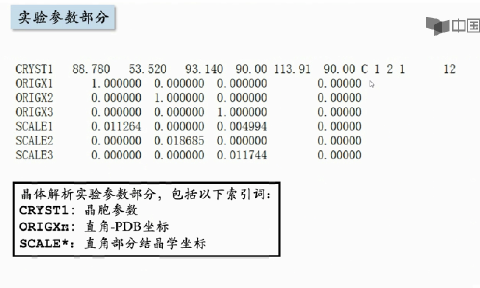 实验参数部分
中国
CRYST1 88.780 53.520 93.140 90.00 113.91 90.00 C 1 2 1 12
ORIGX1 1.000000 0.000000 0.000000 0.00000
ORIGX2 0.000000 1.000000 0.000000 0.00000
ORIGX3 0.000000 0.000000 1.000000 0.00000
SCALE1 0.011264 0.000000 0.004994 0.00000
SCALE2 0.000000 0.018685 0.000000 0.00000
SCALE3 0.000000 0.000000 0.011744 0.00000
晶体解析实验参数部分，包括以下索引词：
CRYST1: 晶胞参数
ORIGXn: 直角-PDB坐标
SCALE*: 直角部分结晶学坐标